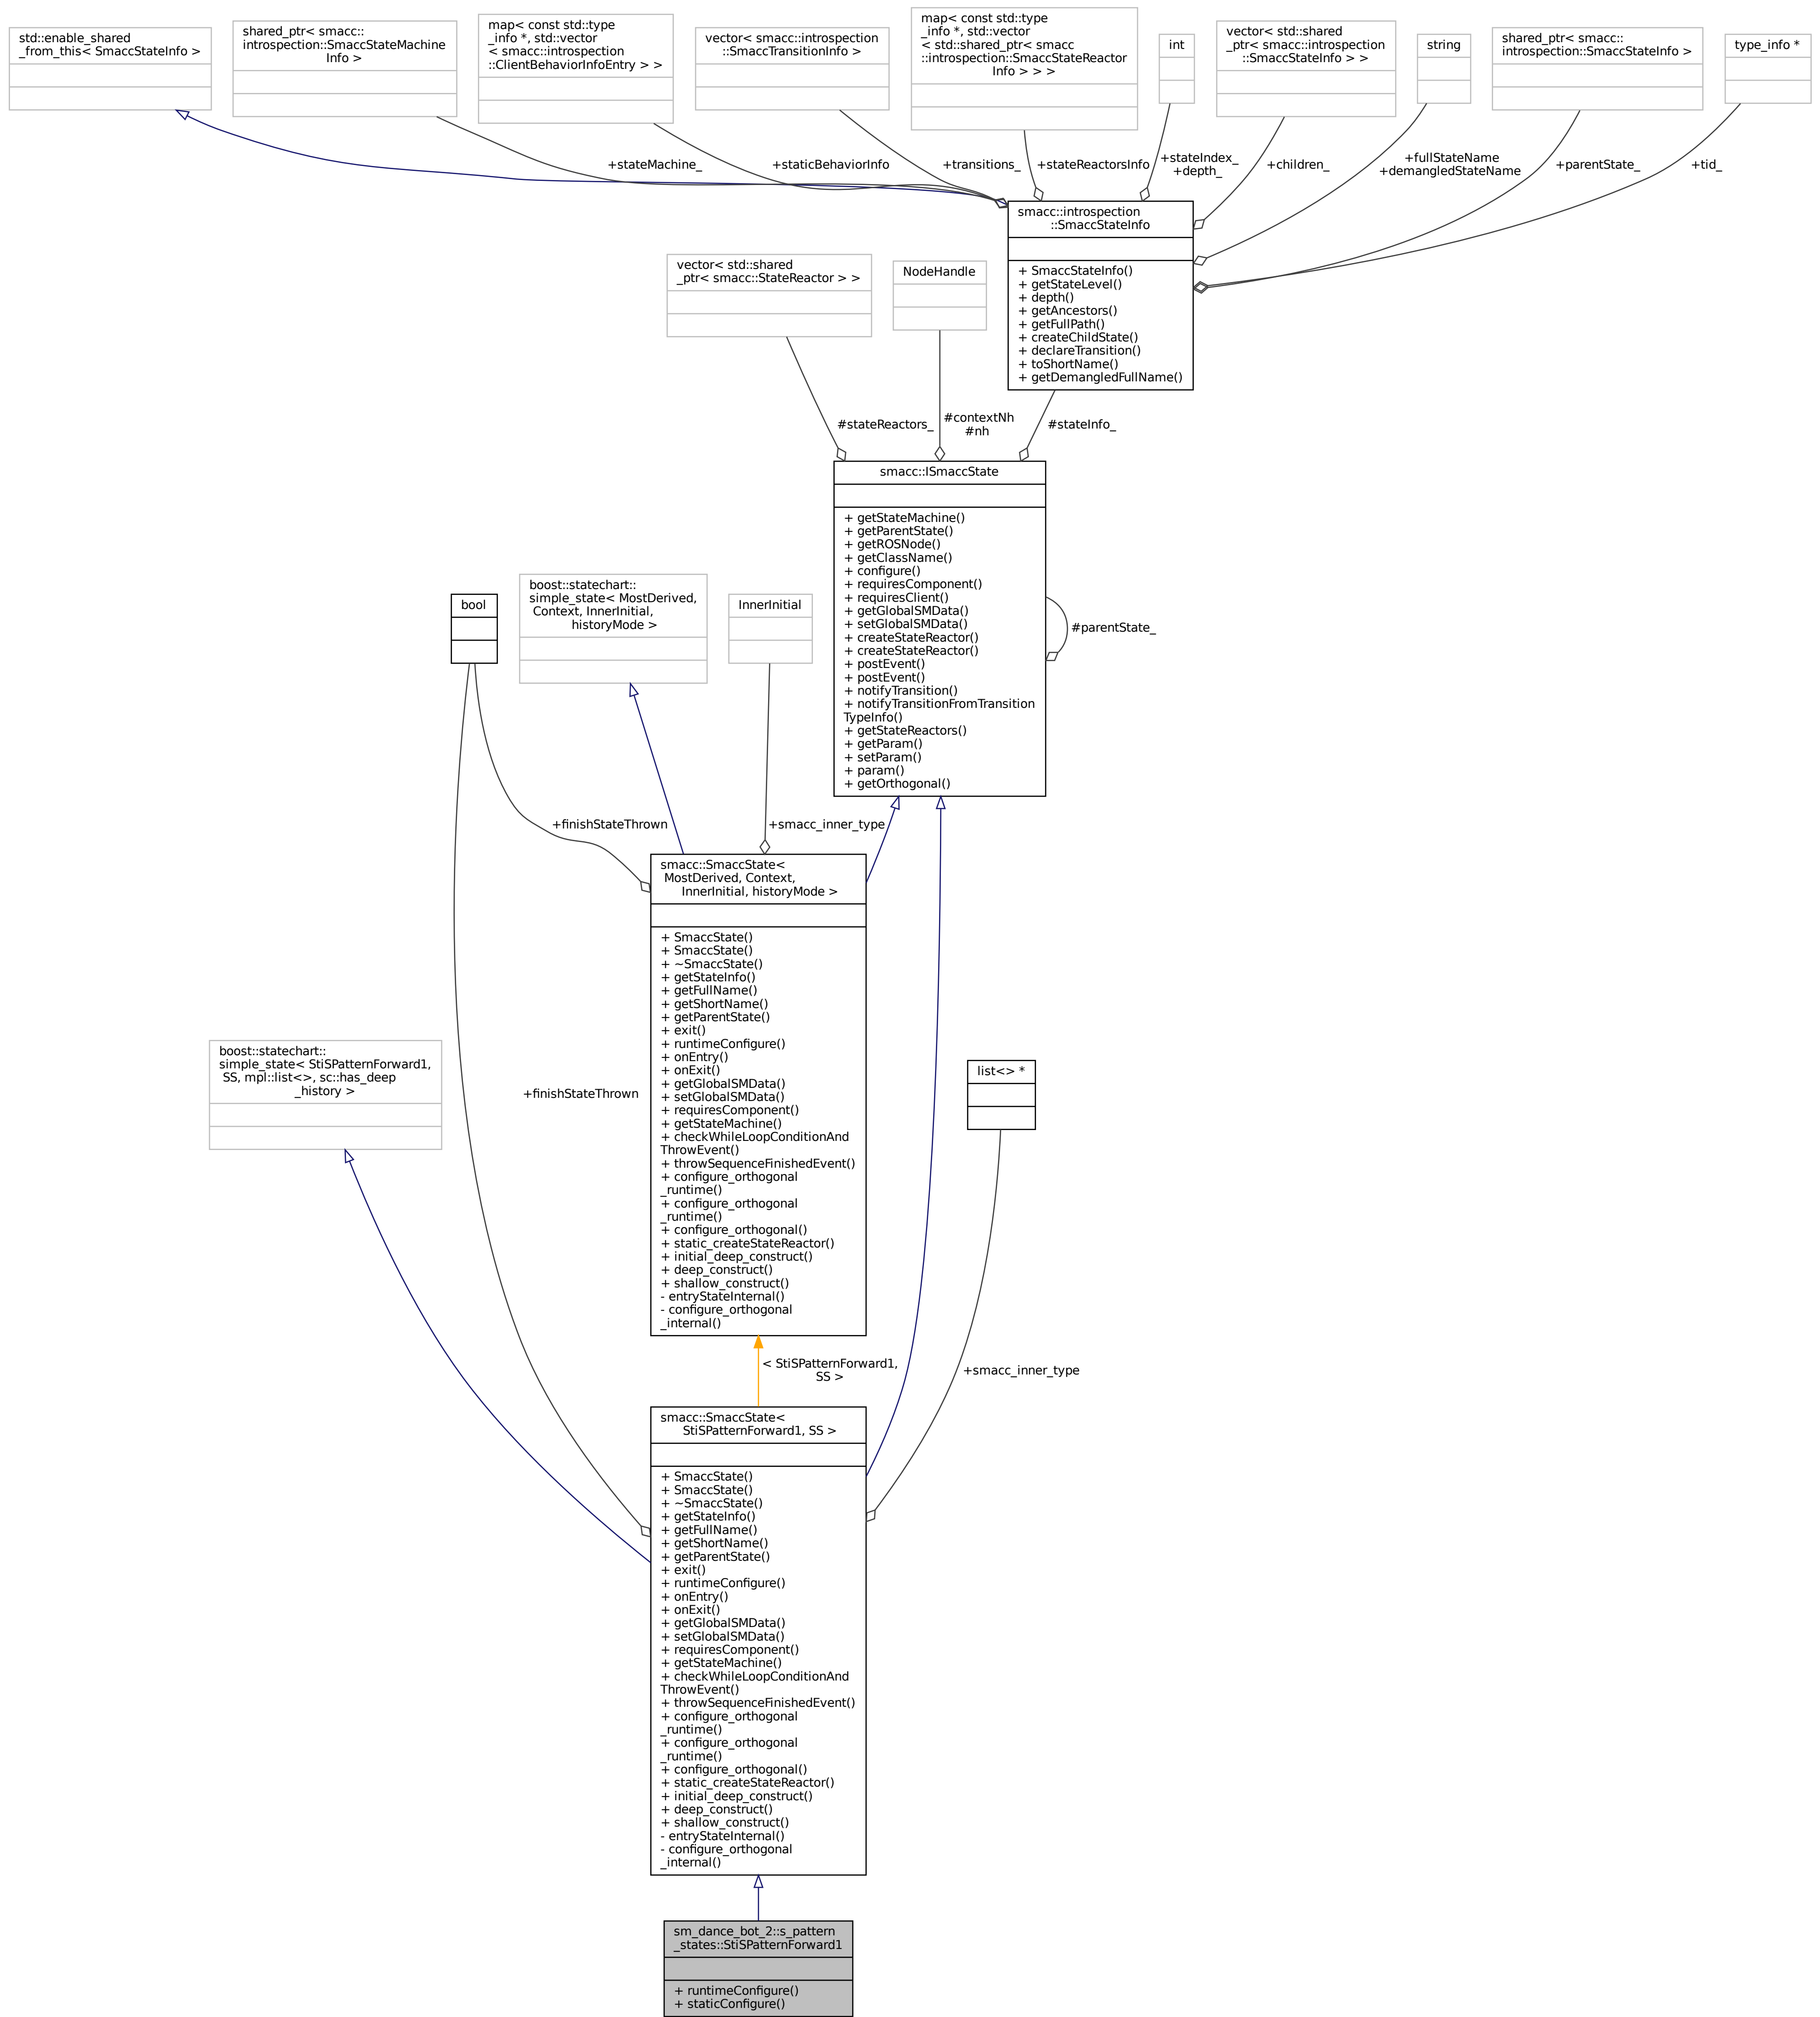 std::enable_shared
_from_this< SmaccStateInfo >
shared_ptr< smacc::
introspection::SmaccStateMachine
Info >
map< const std::type
_info *, std::vector
< smacc::introspection
::ClientBehaviorInfoEntry > >
vector< smacc::introspection
::SmaccTransitionInfo >
map< const std::type
_info *, std::vector
< std::shared_ptr< smacc
::introspection::SmaccStateReactor
Info > > >
int
vector< std::shared
_ptr< smacc::introspection
::SmaccStateInfo > >
string
shared_ptr< smacc::
introspection::SmaccStateInfo >
type_info *
+stateMachine_
+staticBehaviorInfo
+transitions_
+stateReactorsInfo
+stateIndex_
+depth_
+children_
+fullStateName
+demangledStateName
+parentState_
+tid_
smacc::introspection
::SmaccStateInfo
+ SmaccStateInfo()
+ getStateLevel()
+ depth()
+ getAncestors()
+ getFullPath()
+ createChildState()
+ declareTransition()
+ toShortName()
+ getDemangledFullName()
vector< std::shared
_ptr< smacc::StateReactor > >
NodeHandle
#stateReactors_
#contextNh
#nh
#stateInfo_
smacc::ISmaccState
+ getStateMachine()
+ getParentState()
+ getROSNode()
+ getClassName()
+ configure()
+ requiresComponent()
+ requiresClient()
+ getGlobalSMData()
+ setGlobalSMData()
+ createStateReactor()
+ createStateReactor()
+ postEvent()
+ postEvent()
+ notifyTransition()
+ notifyTransitionFromTransition
TypeInfo()
+ getStateReactors()
+ getParam()
+ setParam()
+ param()
+ getOrthogonal()
#parentState_
bool
boost::statechart::
simple_state< MostDerived,
Context, InnerInitial,
historyMode >
InnerInitial
+finishStateThrown
+smacc_inner_type
smacc::SmaccState<
MostDerived, Context,
InnerInitial, historyMode >
+ SmaccState()
+ SmaccState()
+ ~SmaccState()
+ getStateInfo()
+ getFullName()
+ getShortName()
+ getParentState()
+ exit()
+ runtimeConfigure()
+ onEntry()
+ onExit()
+ getGlobalSMData()
+ setGlobalSMData()
+ requiresComponent()
+ getStateMachine()
+ checkWhileLoopConditionAnd
ThrowEvent()
+ throwSequenceFinishedEvent()
+ configure_orthogonal
_runtime()
+ configure_orthogonal
_runtime()
+ configure_orthogonal()
+ static_createStateReactor()
+ initial_deep_construct()
+ deep_construct()
+ shallow_construct()
- entryStateInternal()
- configure_orthogonal
_internal()
boost::statechart::
simple_state< StiSPatternForward1,
SS, mpl::list<>, sc::has_deep
_history >
+finishStateThrown
list<> *
< StiSPatternForward1,
SS >
+smacc_inner_type
smacc::SmaccState<
StiSPatternForward1, SS >
+ SmaccState()
+ SmaccState()
+ ~SmaccState()
+ getStateInfo()
+ getFullName()
+ getShortName()
+ getParentState()
+ exit()
+ runtimeConfigure()
+ onEntry()
+ onExit()
+ getGlobalSMData()
+ setGlobalSMData()
+ requiresComponent()
+ getStateMachine()
+ checkWhileLoopConditionAnd
ThrowEvent()
+ throwSequenceFinishedEvent()
+ configure_orthogonal
_runtime()
+ configure_orthogonal
_runtime()
+ configure_orthogonal()
+ static_createStateReactor()
+ initial_deep_construct()
+ deep_construct()
+ shallow_construct()
- entryStateInternal()
- configure_orthogonal
_internal()
sm_dance_bot_2::s_pattern
_states::StiSPatternForward1
+ runtimeConfigure()
+ staticConfigure()